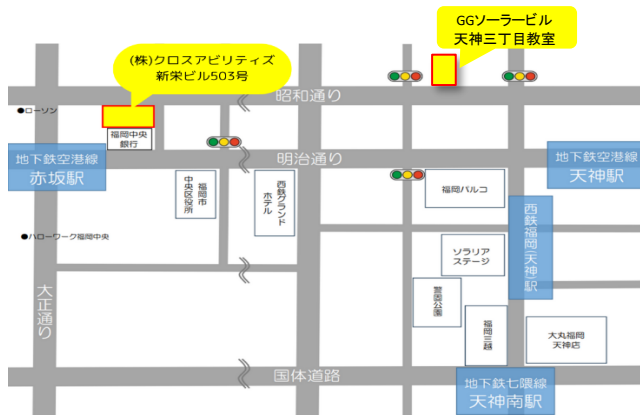 GGソーラービル
天神三丁目教室
(株)クロスアビリティズ
新栄ビル503号
昭和通り
●ローソン
福岡中央
銀行
地下鉄空港線
赤坂駅
明治通り
地下鉄空港線
天神駅
福岡市
中央区役所
西鉄グランド
ホテル
福岡パルコ
西鉄福岡(天神)駅
●ハローワーク福岡中央
ソラリア
ステージ
大正通り
警固公園
福岡三越
大丸福岡
天神店
国体道路
地下鉄七隈線
天神南駅